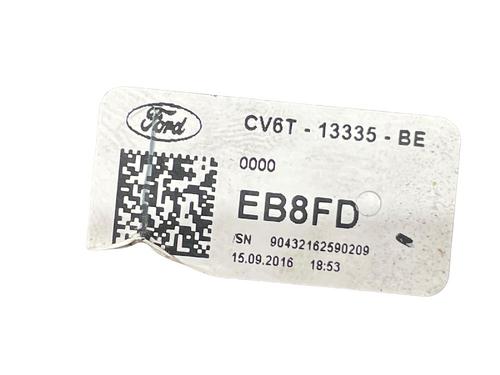 Ford
CV6T - 13335 - BE
0000
EB8FD
/SN 90432162590209
15.09.2016 18:53